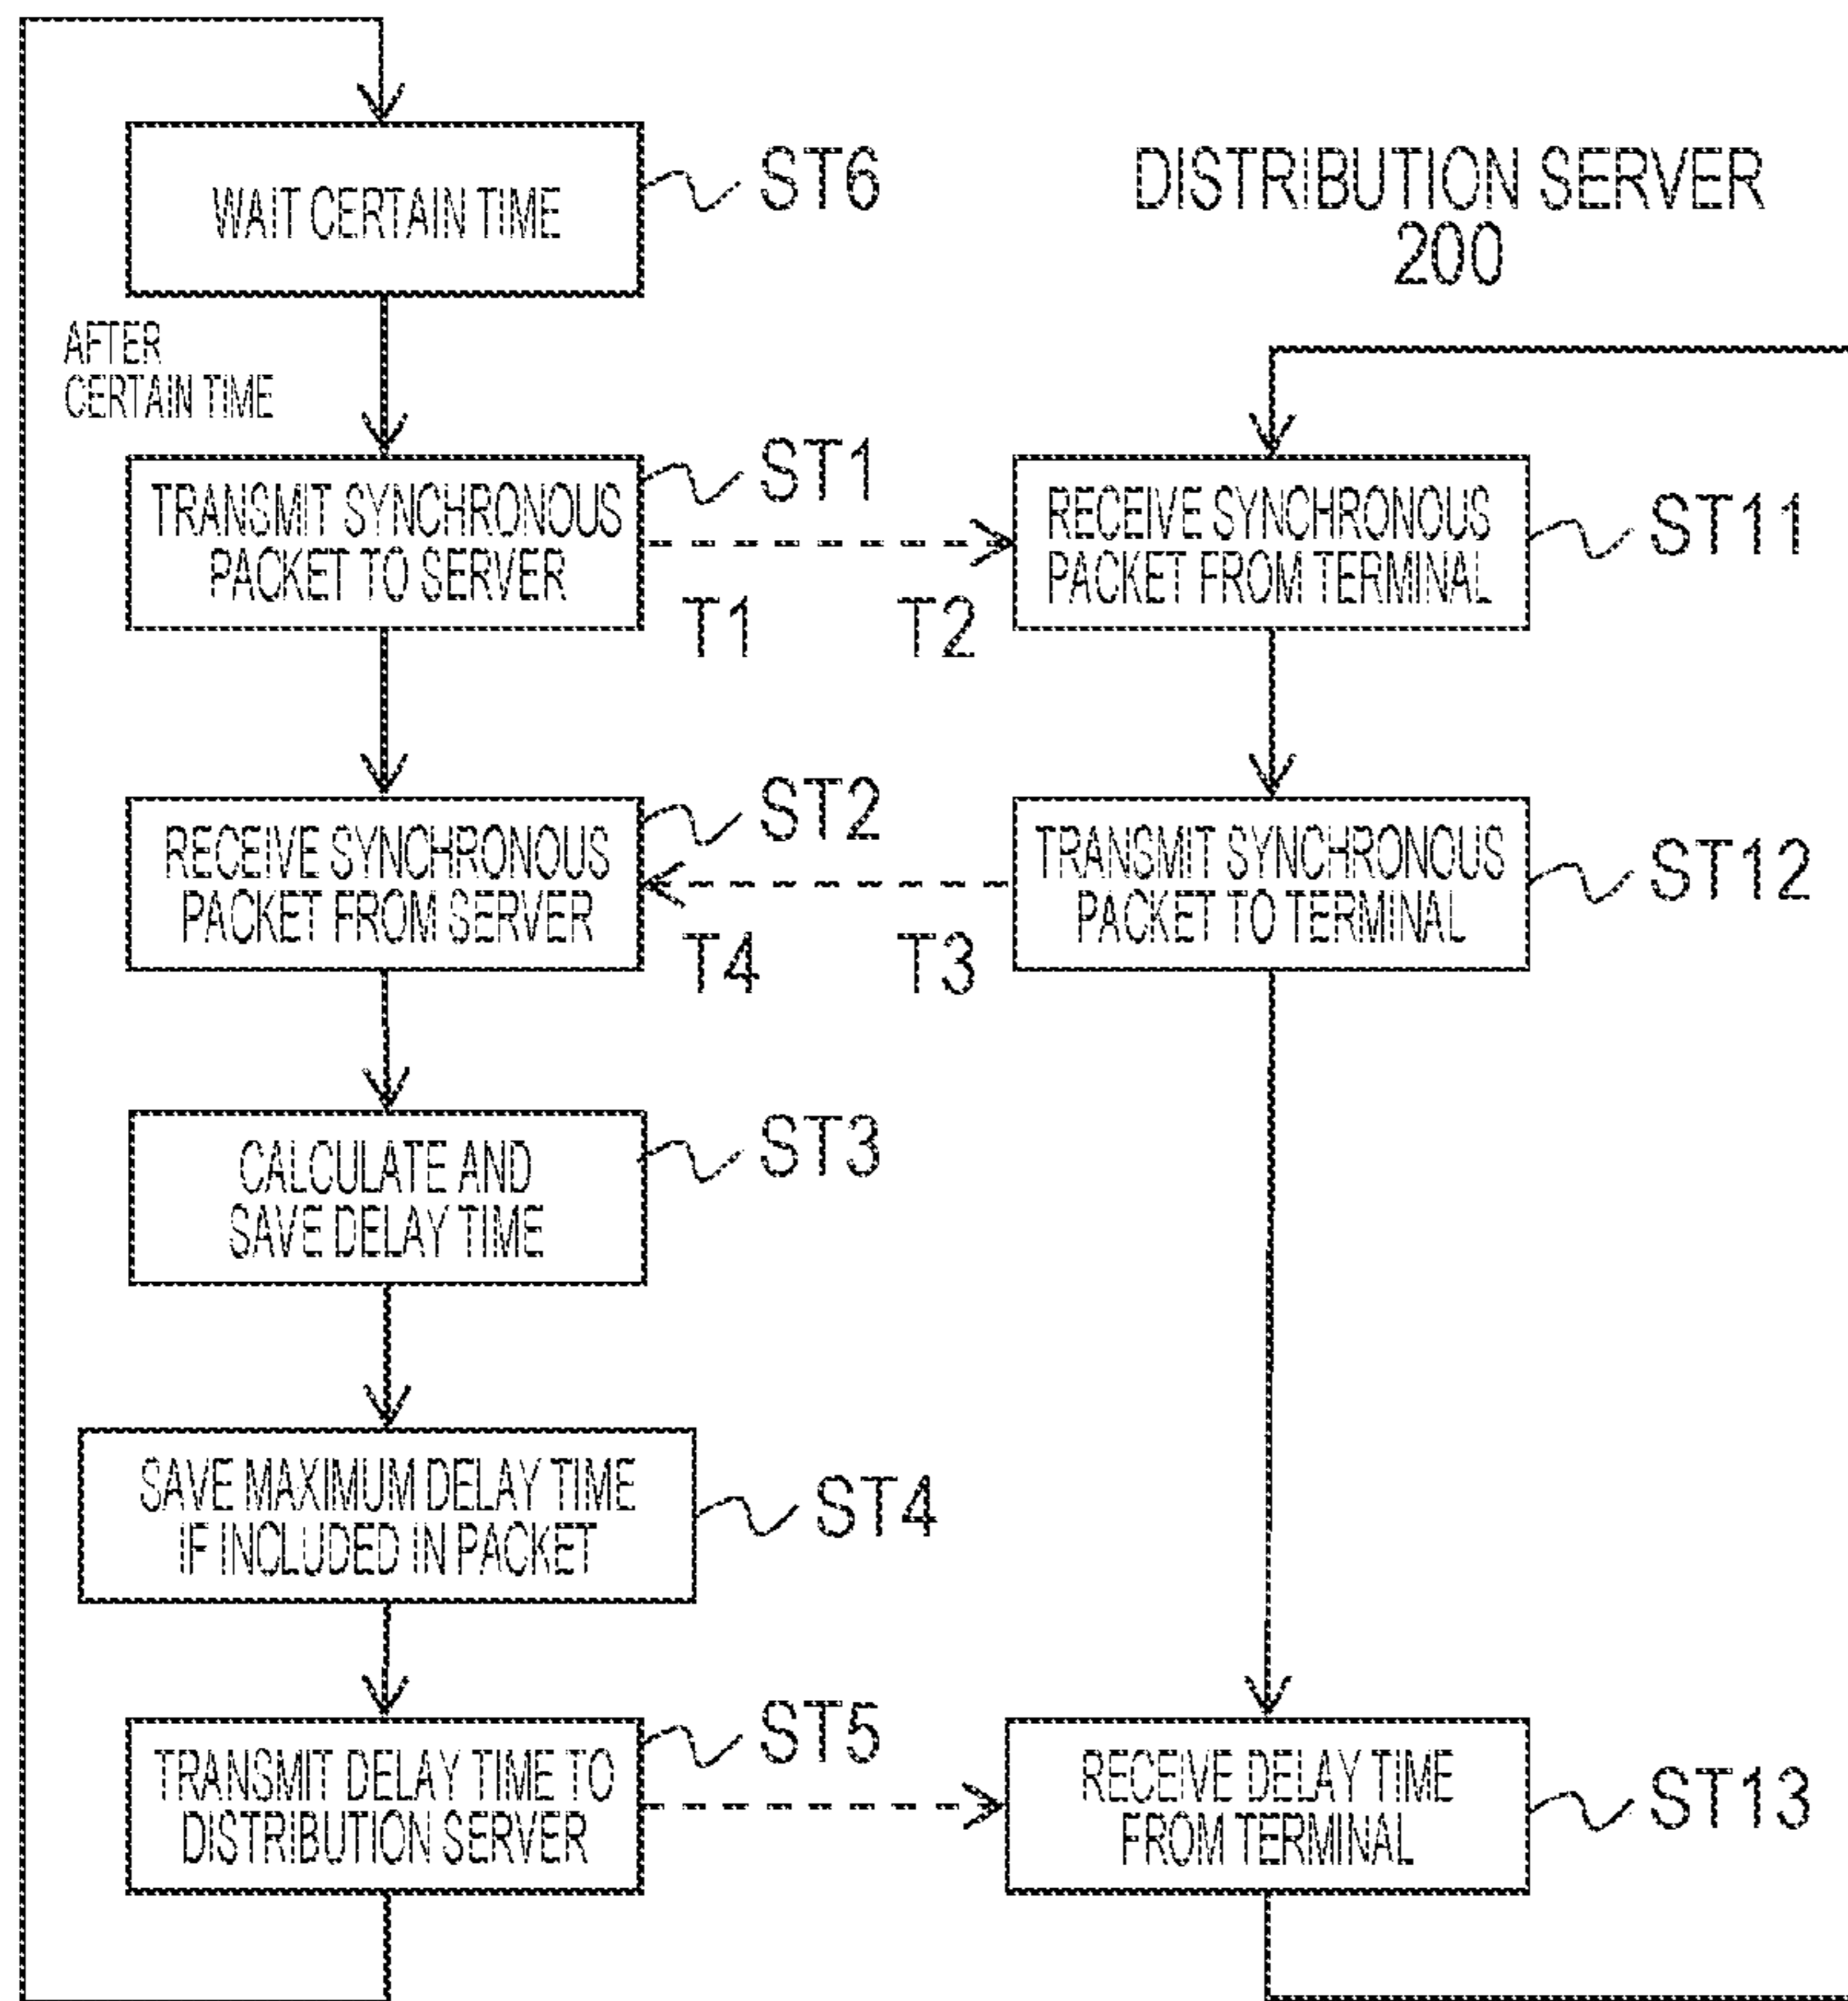 WAIT CERTAIN TIME
ST6
DISTRIBUTION SERVER
200
AFTER
CERTAIN TIME
TRANSMIT SYNCHRONOUS
PACKET TO SERVER
ST1
RECEIVE SYNCHRONOUS
PACKET FROM TERMINAL
ST11
T1
T2
RECEIVE SYNCHRONOUS
PACKET FROM SERVER
ST2
TRANSMIT SYNCHRONOUS
PACKET TO TERMINAL
ST12
T4
T3
CALCULATE AND
SAVE DELAY TIME
ST3
SAVE MAXIMUM DELAY TIME
IF INCLUDED IN PACKET
ST4
TRANSMIT DELAY TIME TO
DISTRIBUTION SERVER
ST5
RECEIVE DELAY TIME
FROM TERMINAL
ST13